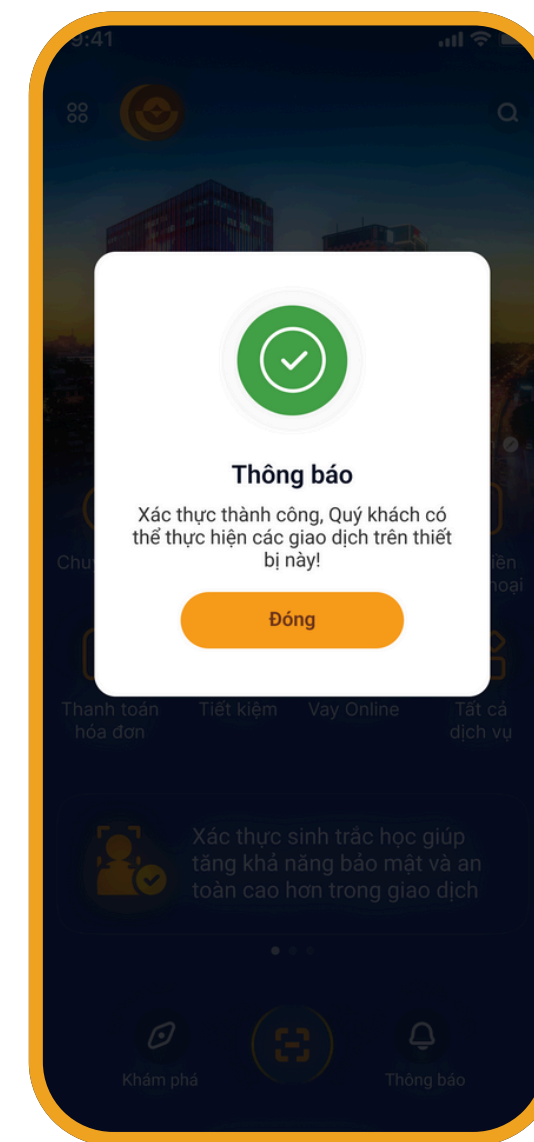 9:41
Thông báo
Xác thực thành công, Quý khách có
thể thực hiện các giao dịch trên thiết
bị này!
Đóng
Thanh toán
hóa đơn
Tiết kiệm
Vay Online
Tất cả
dịch vụ
Xác thực sinh trắc học giúp
tăng khả năng bảo mật và an
toàn cao hơn trong giao dịch
Khám phá
Thông báo